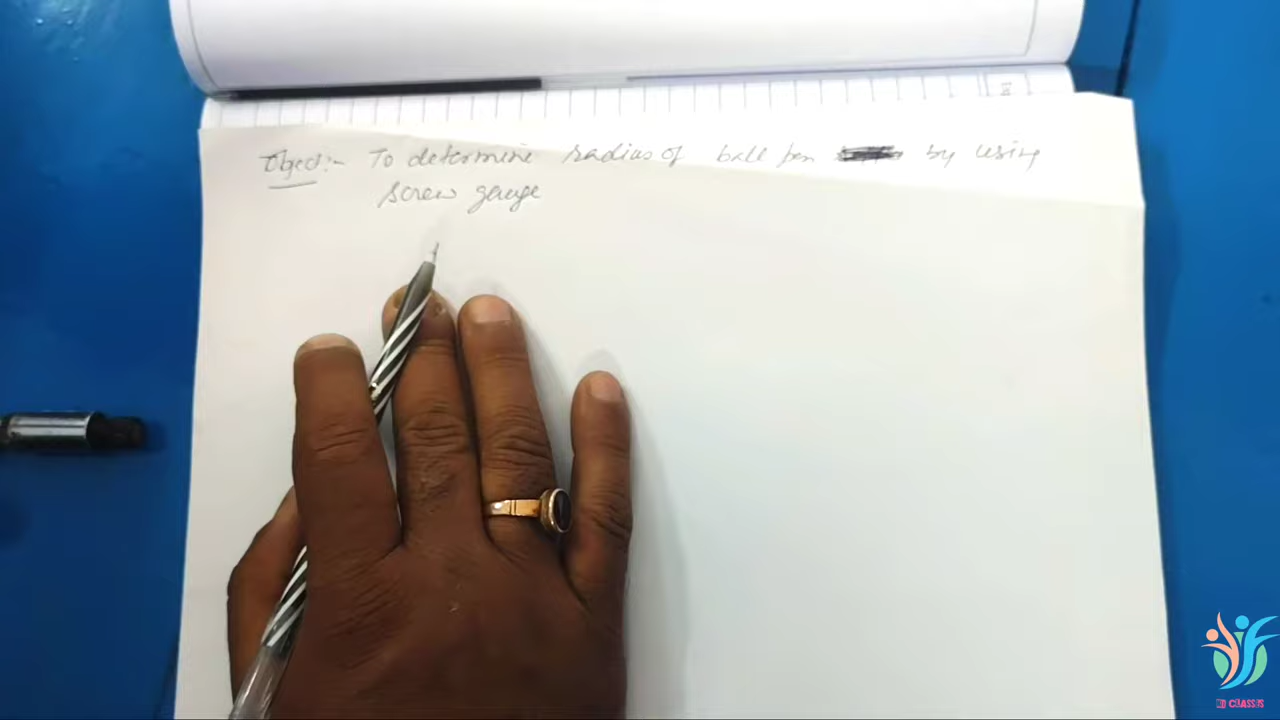 Object:- To determine radius of ball pen by using
screw gauge